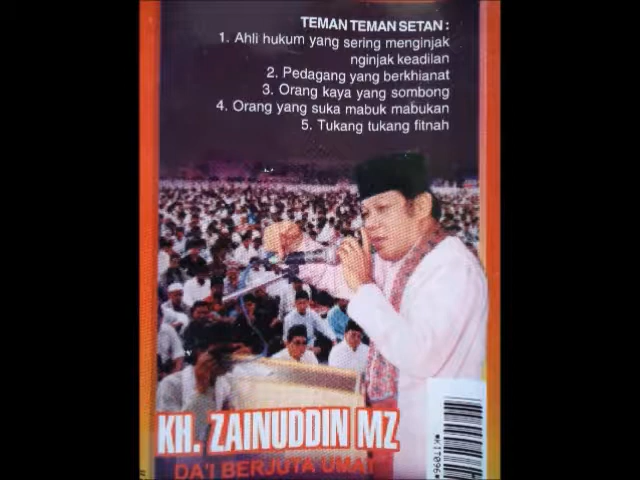 TEMAN TEMAN SETAN :
1. Ahli hukum yang sering menginjak
nginjak keadilan
2. Pedagang yang berkhianat
3. Orang kaya yang sombong
4. Orang yang suka mabuk mabukan
5. Tukang tukang fitnah
KH. ZAINUDDIN MZ
DA'I BERJUTA UMAT
*KIT096*